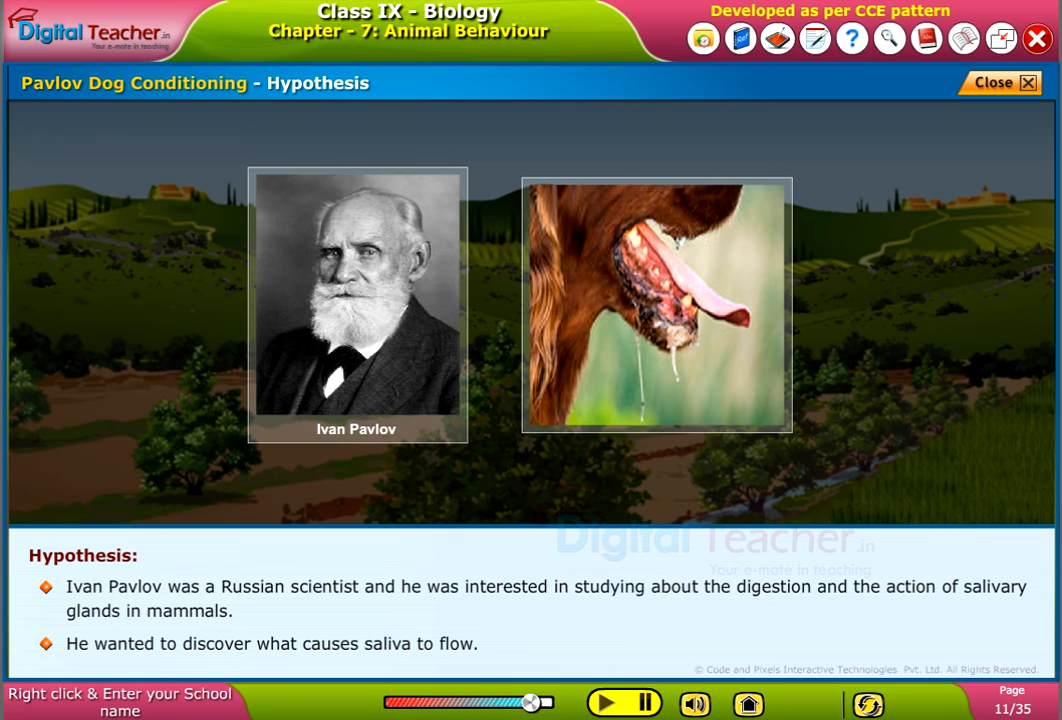 Class IX - Biology
Chapter - 7: Animal Behaviour
Developed as per CCE pattern
Digital Teacher.in
Your e-mate in teaching
Ref
Pavlov Dog Conditioning - Hypothesis
Close
Ivan Pavlov
Digital Teacher.in
Your e-mate in teaching
Hypothesis:
Ivan Pavlov was a Russian scientist and he was interested in studying about the digestion and the action of salivary
glands in mammals.
He wanted to discover what causes saliva to flow.
© Code and Pixels Interactive Technologies Pvt. Ltd. All Rights Reserved.
Right click & Enter your School
name
Page
11/35